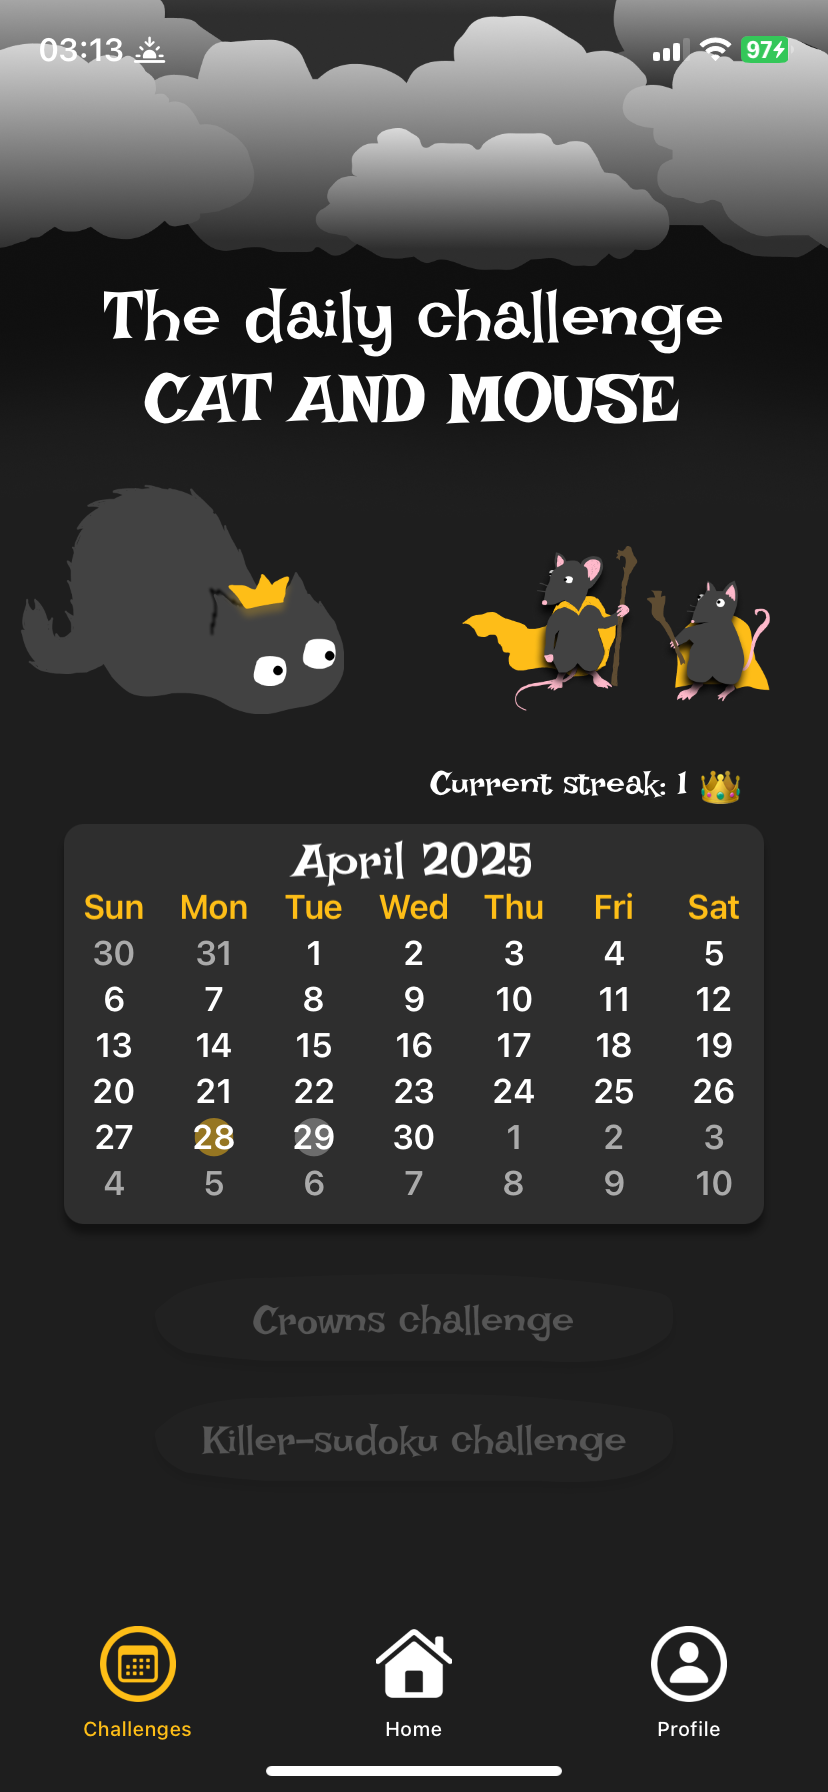 03:13
97
The daily challenge
CAT AND MOUSE
Current streak: 1
April 2025
Sun Mon Tue Wed Thu Fri Sat
30 31 1 2 3 4 5
6 7 8 9 10 11 12
13 14 15 16 17 18 19
20 21 22 23 24 25 26
27 28 29 30 1 2 3
4 5 6 7 8 9 10
Crowns challenge
Killer-sudoku challenge
Challenges Home Profile